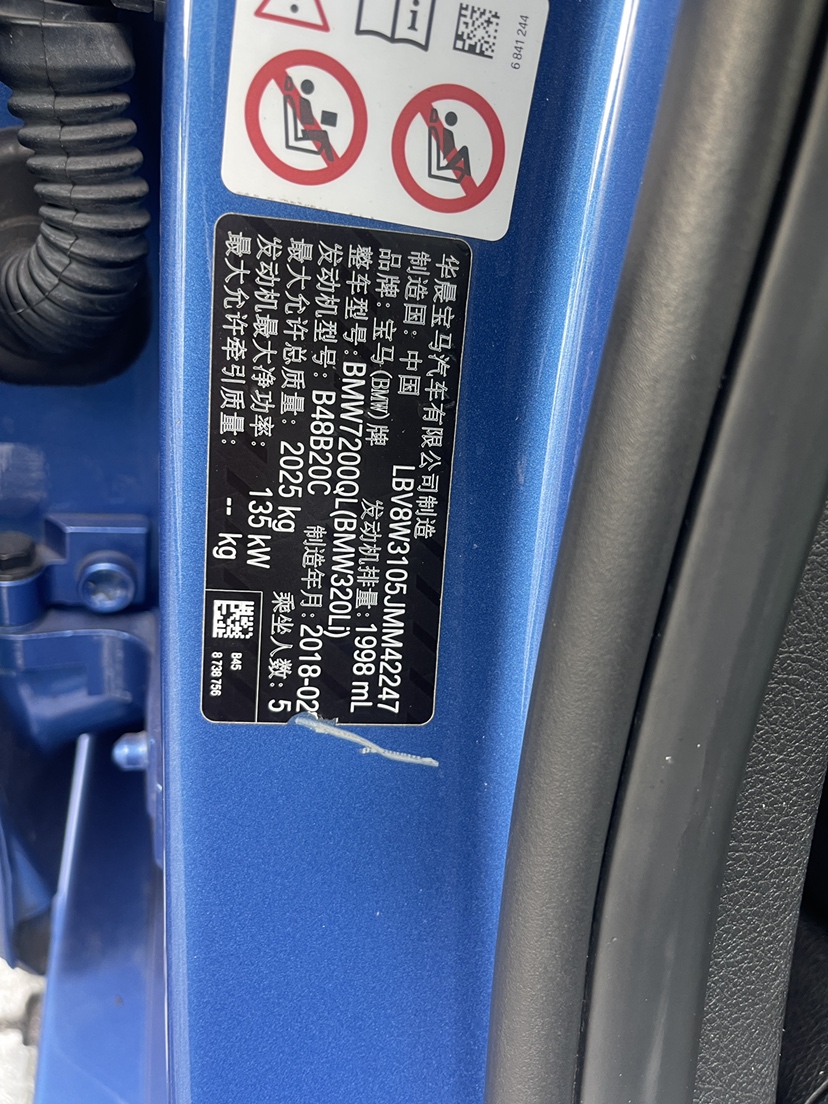 6 841 244
华晨宝马汽车有限公司制造
制造国：中国 LBV8W3105JMM42247
品牌：宝马(BMW)牌 发动机排量：1998 mL
整车型号：BMW7200QL(BMW320Li)
发动机型号：B48B20C 制造年月：2018-02
最大允许总质量：2025 kg 乘坐人数：5
发动机最大净功率：135 kW
最大允许牵引质量：-- kg
B45
8 738 756